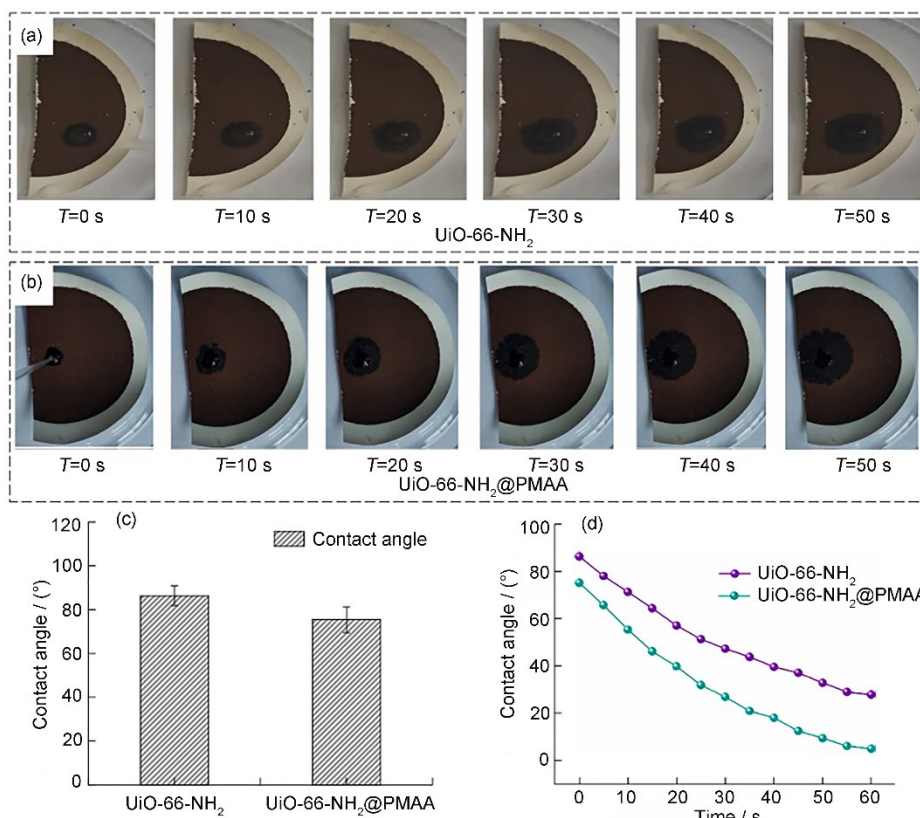 (a)
T=0 s T=10 s T=20 s T=30 s T=40 s T=50 s
UiO-66-NH₂
(b)
T=0 s T=10 s T=20 s T=30 s T=40 s T=50 s
UiO-66-NH₂@PMAA
(c)
Contact angle
Contact angle / (°)
120
100
80
60
40
20
0
UiO-66-NH₂ UiO-66-NH₂@PMAA
(d)
UiO-66-NH₂
UiO-66-NH₂@PMAA
Contact angle / (°)
100
80
60
40
20
0
0 10 20 30 40 50 60
Time / s